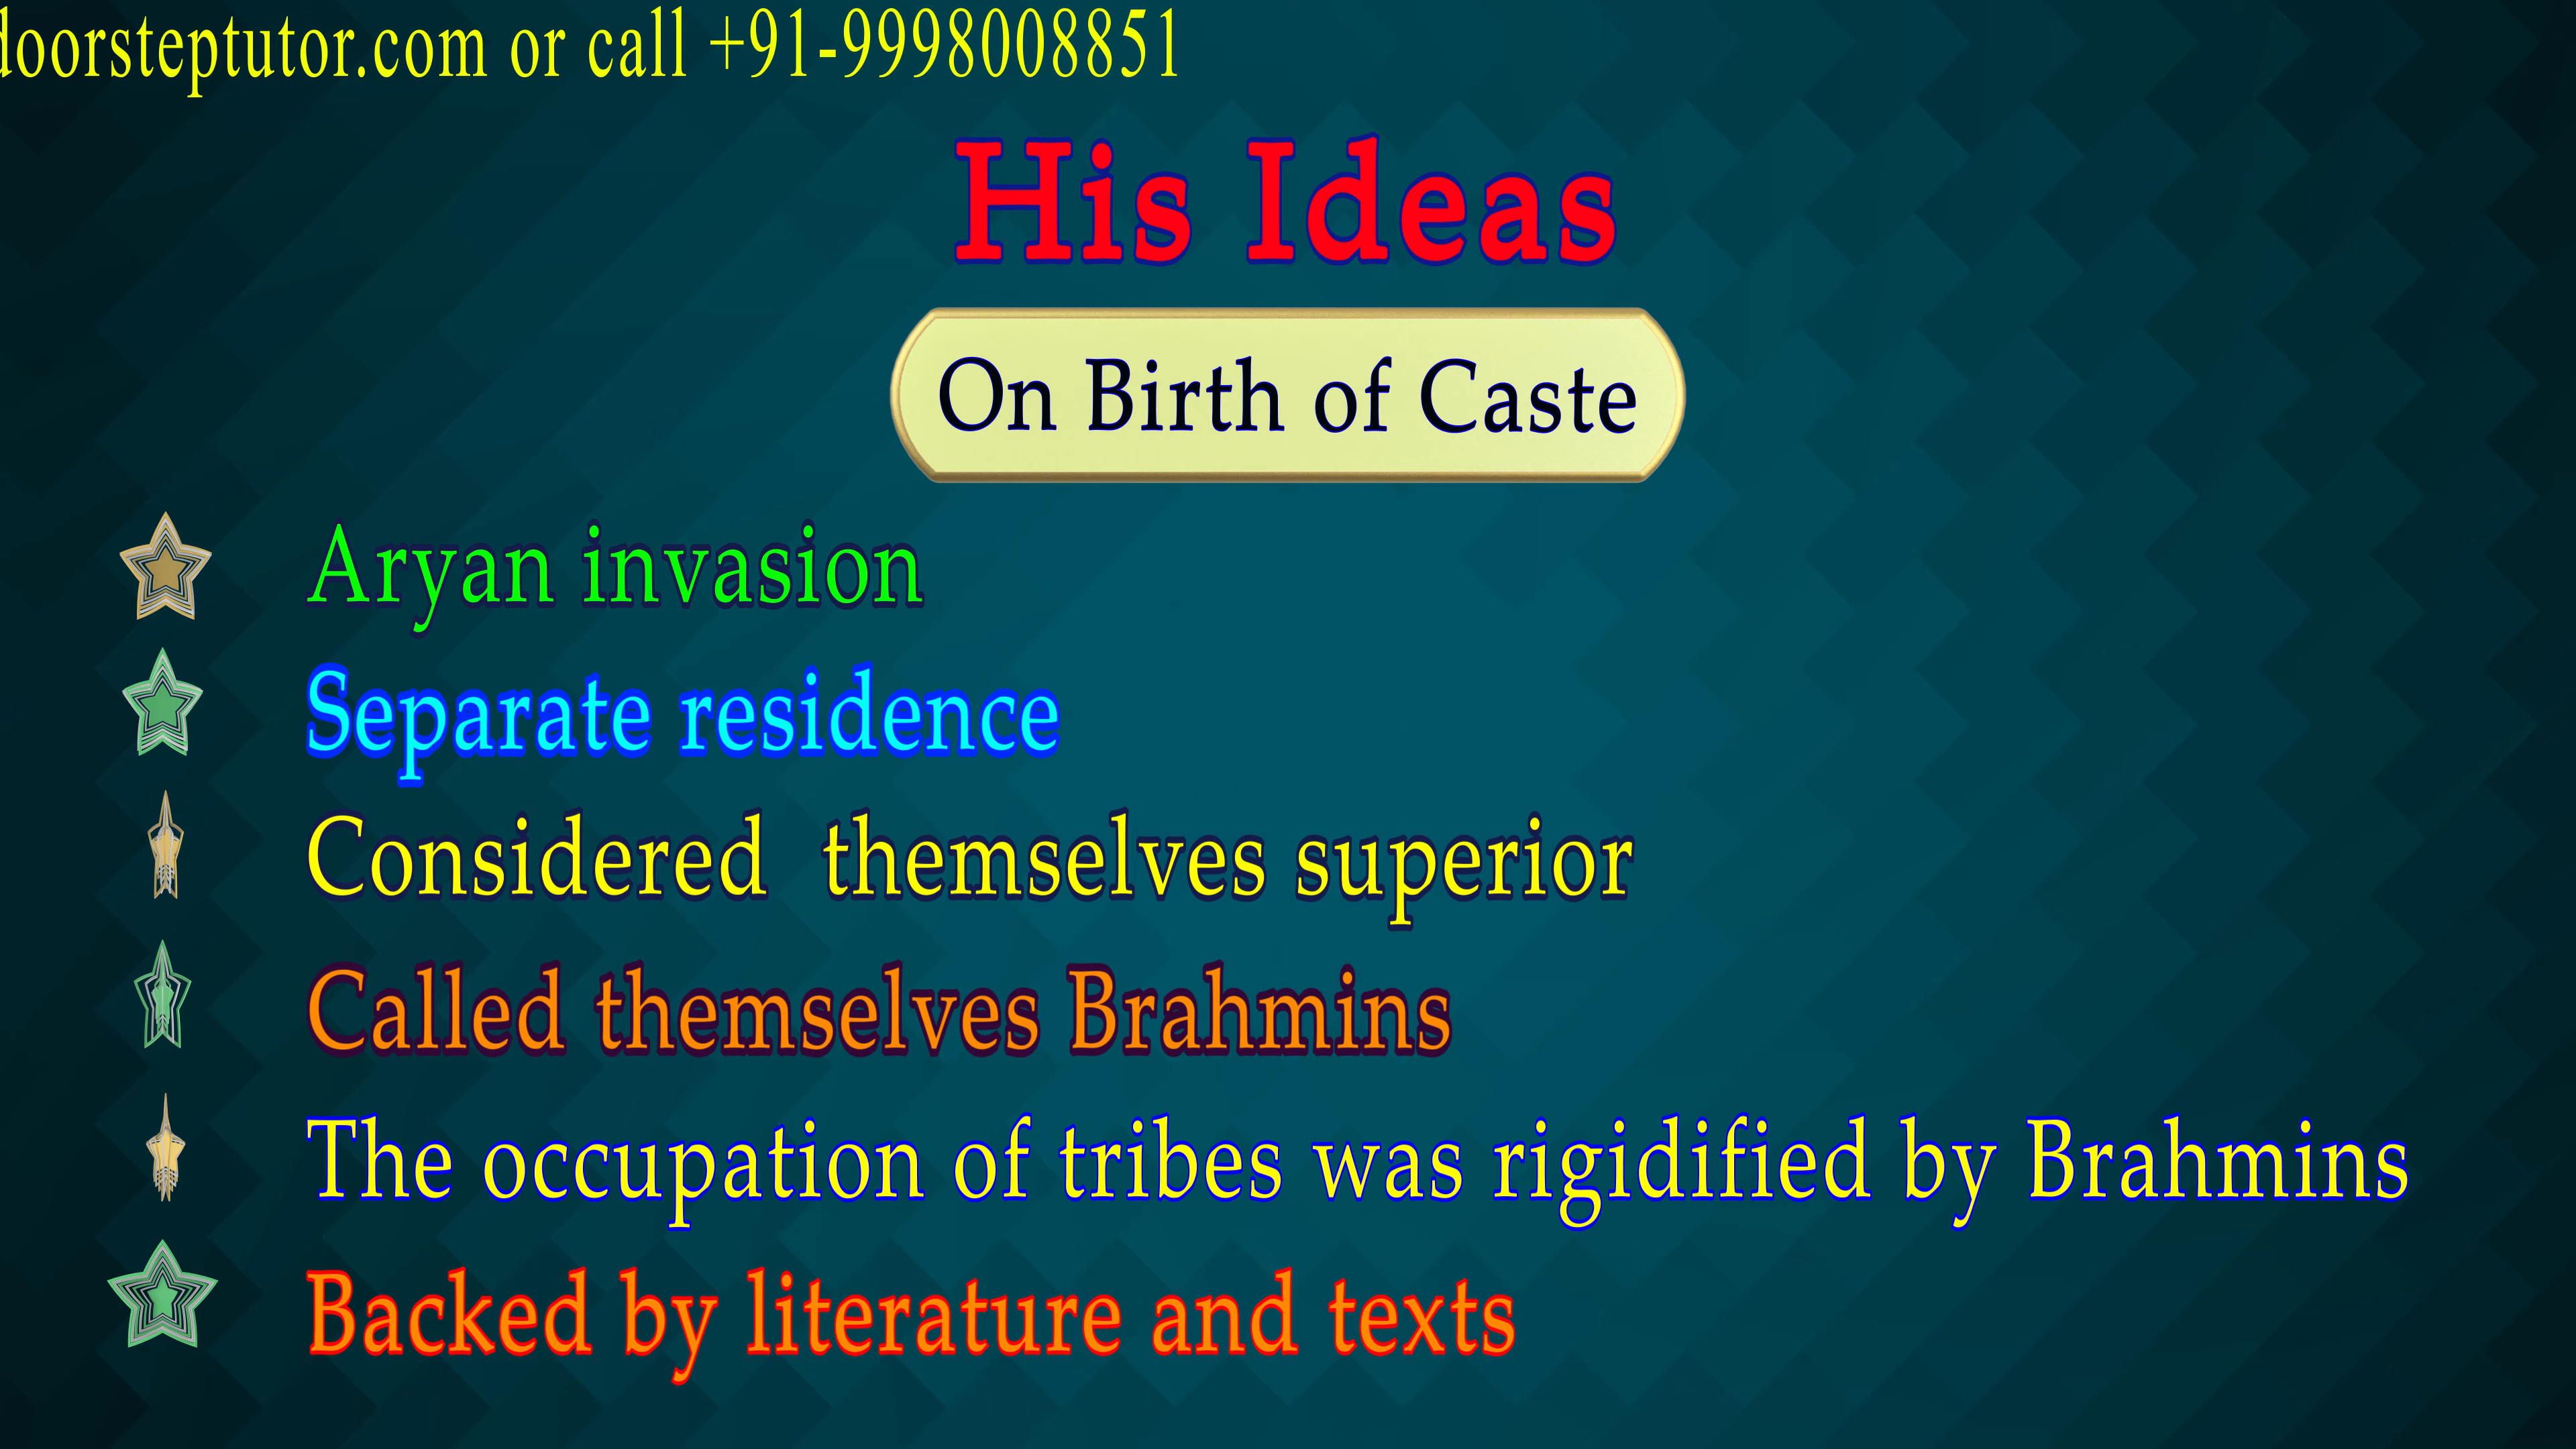 doorsteptutor.com or call +91-9998008851
His Ideas
On Birth of Caste
Aryan invasion
Separate residence
Considered themselves superior
Called themselves Brahmins
The occupation of tribes was rigidified by Brahmins
Backed by literature and texts